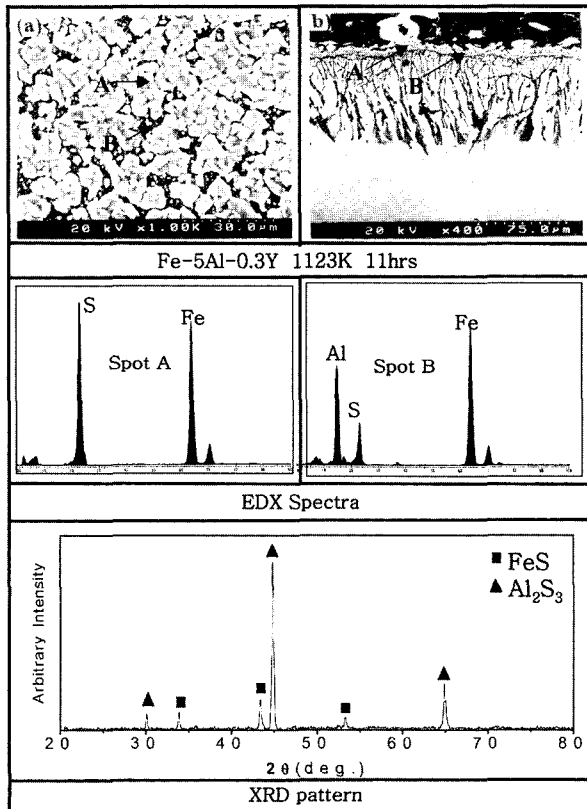 (a)
A
B
20 kV x1.00K 30.0μm
b)
A
B
20 kV x400 75.0μm
Fe-5Al-0.3Y 1123K 11hrs
S
Fe
Spot A
Al
S
Fe
Spot B
EDX Spectra
Arbitrary Intensity
■ FeS
▲ Al₂S₃
20 30 40 50 60 70 80
2 θ (deg.)
XRD pattern